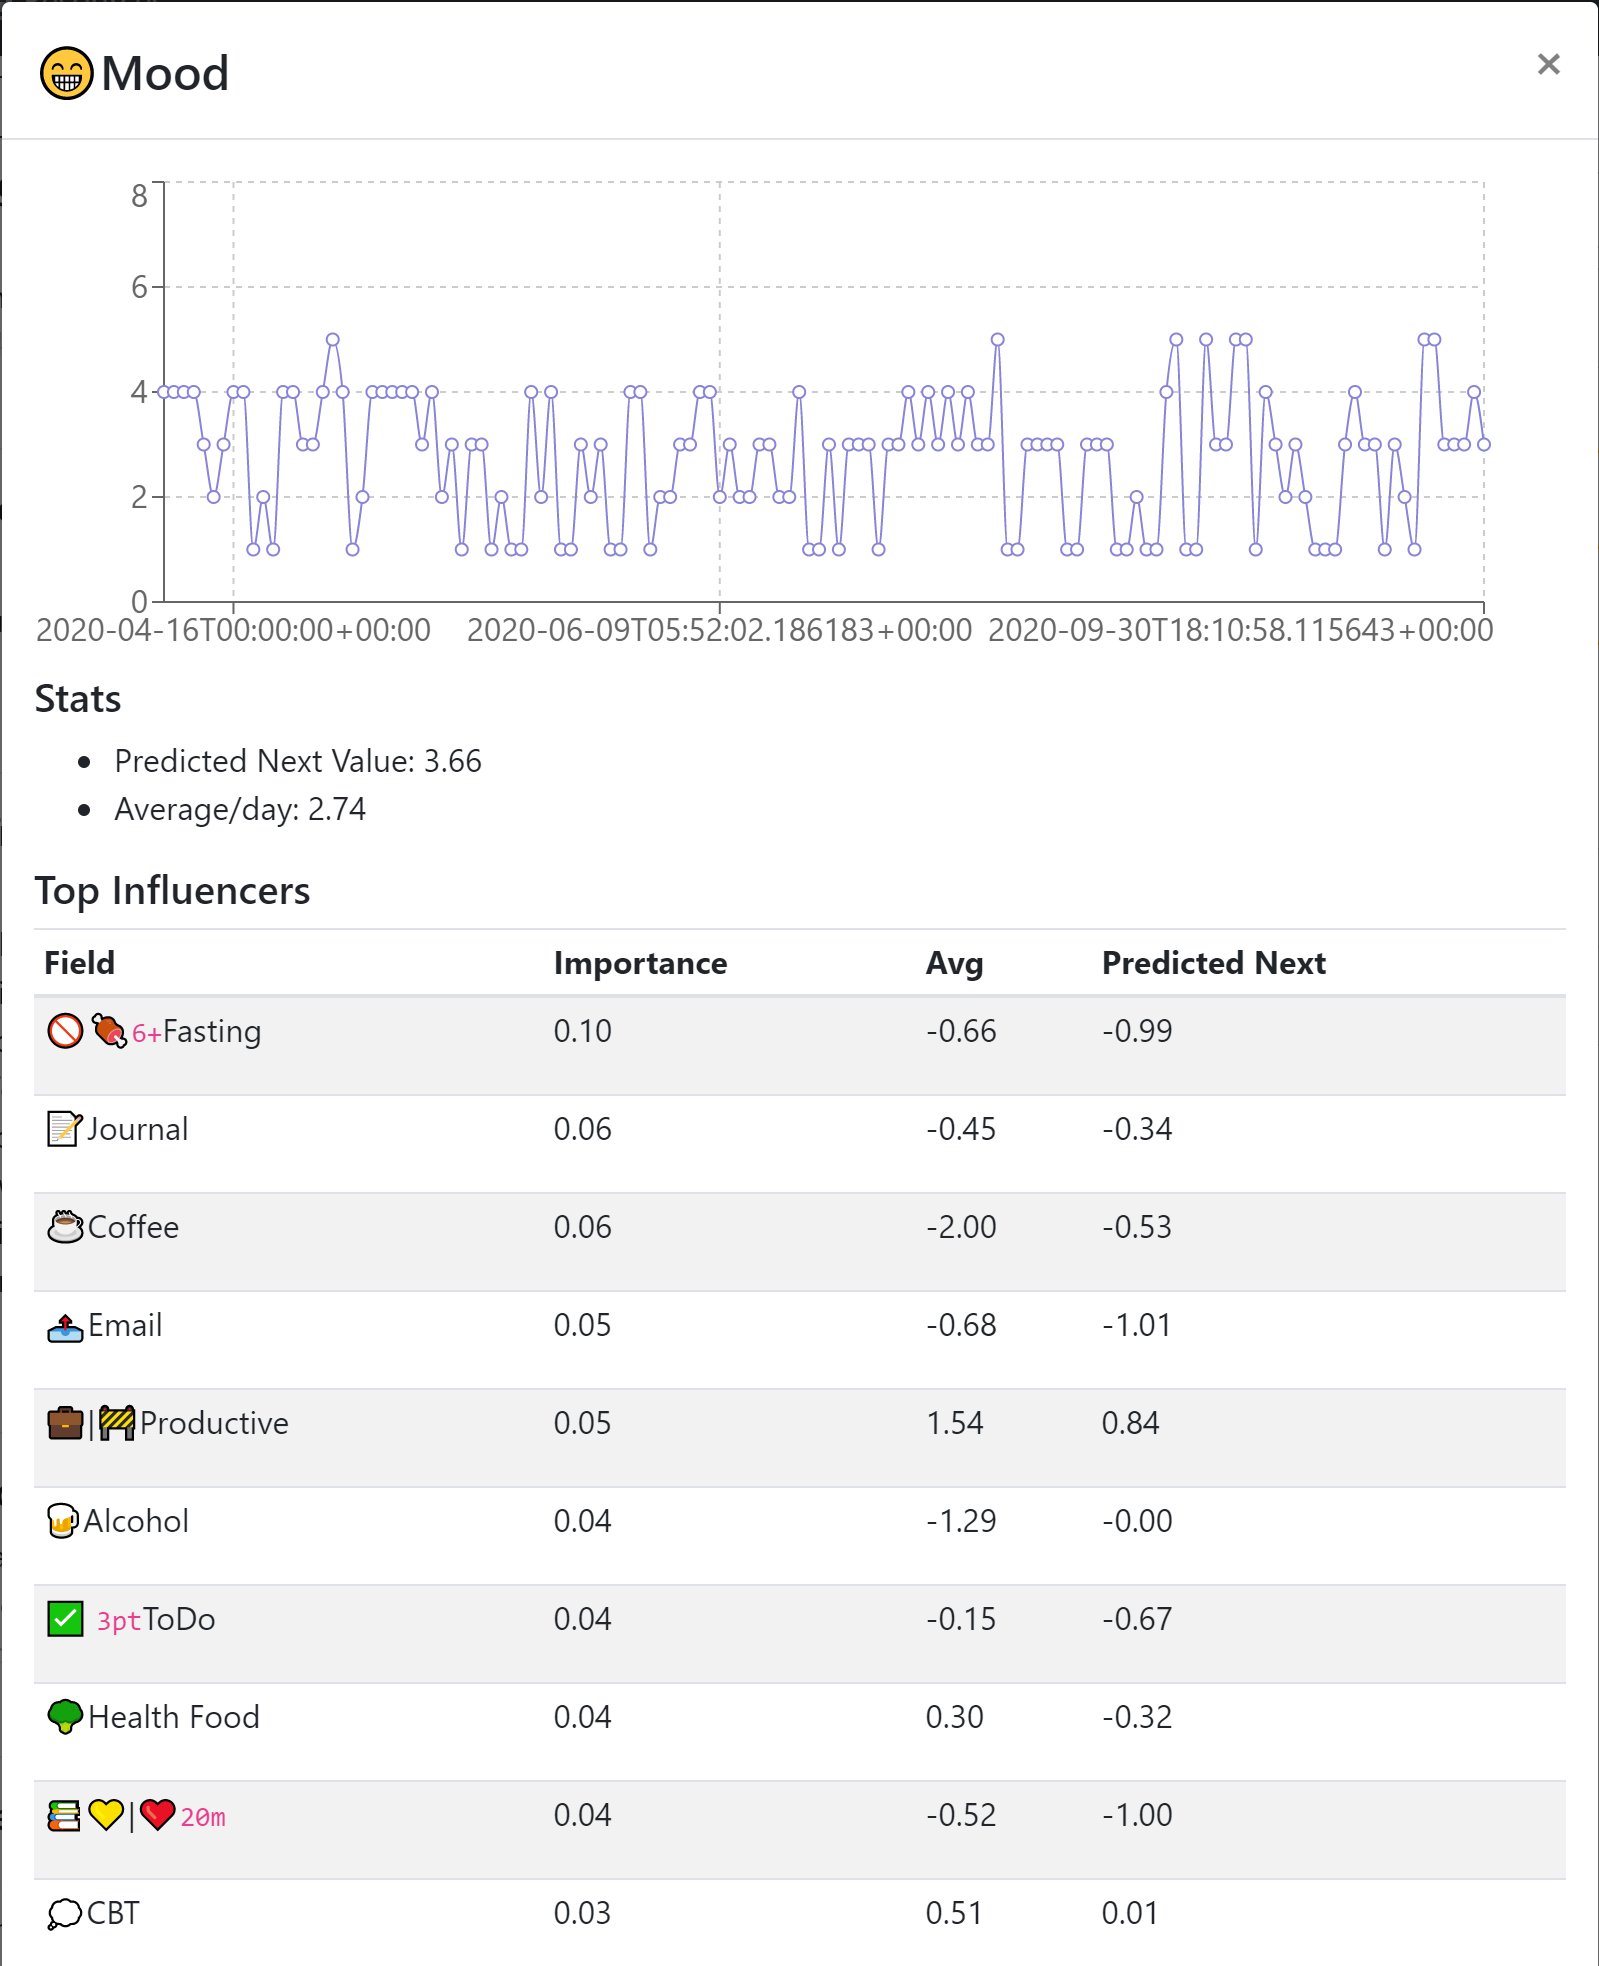 Mood
×
8
6
4
2
0
2020-04-16T00:00:00+00:00 2020-06-09T05:52:02.186183+00:00 2020-09-30T18:10:58.115643+00:00
Stats
• Predicted Next Value: 3.66
• Average/day: 2.74
Top Influencers
Field Importance Avg Predicted Next
6+Fasting 0.10 -0.66 -0.99
Journal 0.06 -0.45 -0.34
Coffee 0.06 -2.00 -0.53
Email 0.05 -0.68 -1.01
|Productive 0.05 1.54 0.84
Alcohol 0.04 -1.29 -0.00
3ptToDo 0.04 -0.15 -0.67
Health Food 0.04 0.30 -0.32
| 20m 0.04 -0.52 -1.00
CBT 0.03 0.51 0.01